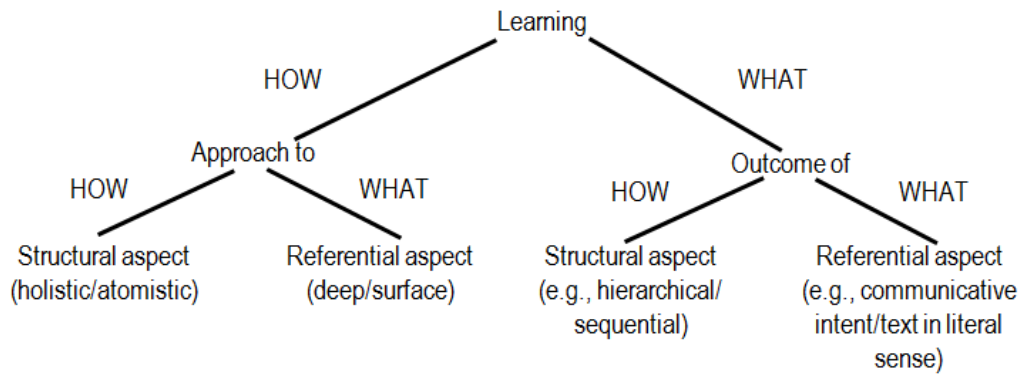 Learning
HOW
WHAT
Approach to
Outcome of
HOW
WHAT
HOW
WHAT
Structural aspect
(holistic/atomistic)
Referential aspect
(deep/surface)
Structural aspect
(e.g., hierarchical/
sequential)
Referential aspect
(e.g., communicative
intent/text in literal
sense)